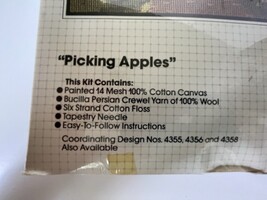 "Picking Apples"
This Kit Contains:
● Painted 14 Mesh 100% Cotton Canvas
● Bucilla Persian Crewel Yarn of 100% Wool
● Six Strand Cotton Floss
● Tapestry Needle
● Easy-To-Follow Instructions
Coordinating Design Nos. 4355, 4356 and 4358
Also Available